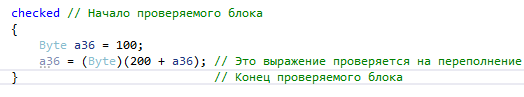 checked // Начало проверяемого блока
{
Byte a36 = 100;
a36 = (Byte)(200 + a36); // Это выражение проверяется на переполнение
} // Конец проверяемого блока